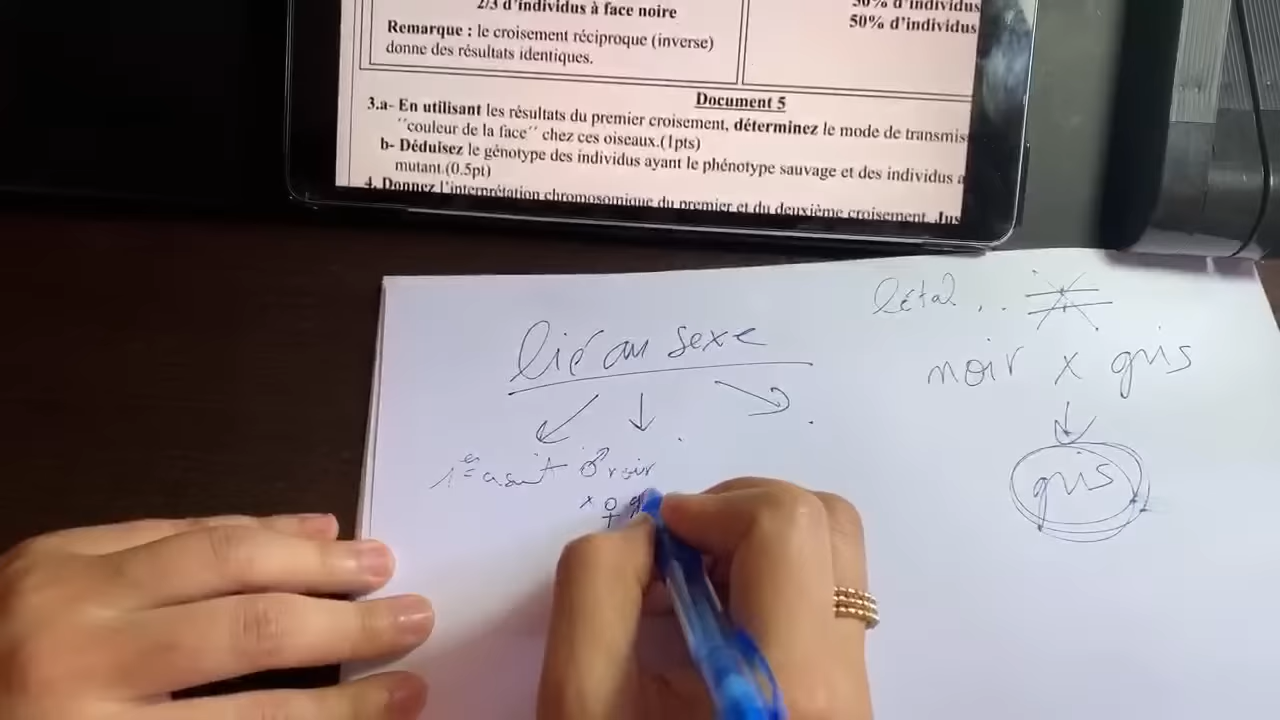 2/3 d'individus à face noire
Remarque : le croisement réciproque (inverse)
donne des résultats identiques.
50% d'individus
50% d'individus
Document 5
3.a- En utilisant les résultats du premier croisement, déterminez le mode de transmis
''couleur de la face'' chez ces oiseaux.(1pts)
b- Déduisez le génotype des individus ayant le phénotype sauvage et des individus a
mutant.(0.5pt)
4. Donnez l'interprétation chromosomique du premier et du deuxième croisement. Jus
létal . .
lié au sexe
noir x gris
gris
♂ noir
x ♀